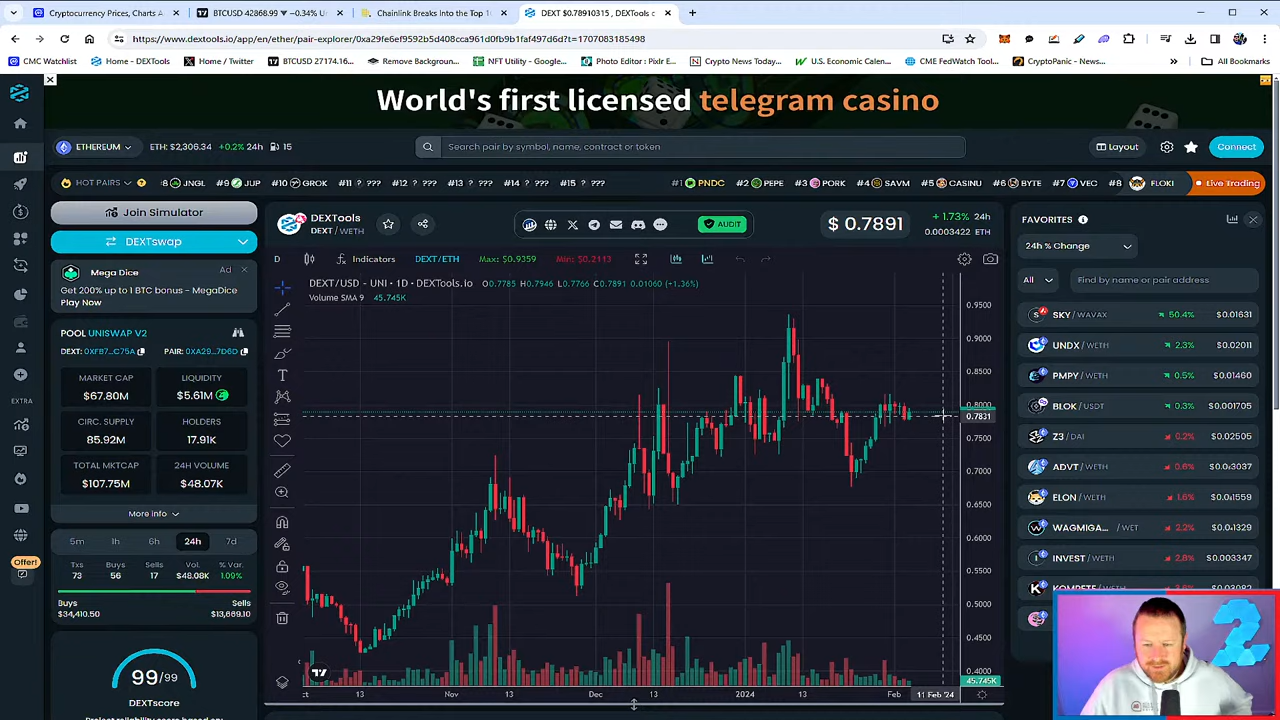 Cryptocurrency Prices, Charts A
BTCUSD 42868.99 ▼ −0.34% U
Chainlink Breaks Into the Top 1
DEXT $0.78910315 , DEXTools c
https://www.dextools.io/app/en/ether/pair-explorer/0xa29fe6ef9592b5d408cca961d0fb9b1faf497d6d?t=1707083185498
CMC Watchlist
Home - DEXTools
Home / Twitter
BTCUSD 27174.16...
Remove Backgroun...
NFT Utility - Google...
Photo Editor : Pixlr E...
Crypto News Today...
U.S. Economic Calen...
CME FedWatch Tool...
CryptoPanic - News...
All Bookmarks
World's first licensed telegram casino
ETHEREUM
ETH: $2,306.34
+0.2% 24h
15
Search pair by symbol, name, contract or token
Layout
Connect
HOT PAIRS
#8 JNGL
#9 JUP
#10 GROK
#11 ???
#12 ???
#13 ???
#14 ???
#15 ???
#1 PNDC
#2 PEPE
#3 PORK
#4 SAVM
#5 CASINU
#6 BYTE
#7 VEC
#8 FLOKI
Live Trading
Join Simulator
DEXTswap
Mega Dice
Ad
Get 200% up to 1 BTC bonus - MegaDice
Play Now
POOL UNISWAP V2
DEXT: 0XFB7...C75A
PAIR: 0XA29...7D6D
MARKET CAP
$67.80M
LIQUIDITY
$5.61M
CIRC. SUPPLY
85.92M
HOLDERS
17.91K
TOTAL MKTCAP
$107.75M
24H VOLUME
$48.07K
More info
5m
1h
6h
24h
7d
Txs
73
Buys
56
Sells
17
Vol.
$48.08K
% Var.
1.09%
Buys
$34,410.50
Sells
$13,669.10
99/99
DEXTscore
DEXTools
DEXT / WETH
AUDIT
$ 0.7891
+ 1.73% 24h
0.0003422 ETH
D
Indicators
DEXT/ETH
Max: $0.9359
Min: $0.2113
DEXT/USD - UNI • 1D • DEXTools.io
O0.7785 H0.7946 L0.7766 C0.7891 0.01060 (+1.36%)
Volume SMA 9 45.745K
0.9500
0.9000
0.8500
0.8000
0.7831
0.7500
0.7000
0.6500
0.6000
0.5500
0.5000
0.4500
0.4000
45.745K
ct
13
Nov
13
Dec
13
2024
13
Feb
11 Feb '24
FAVORITES
24h % Change
All
Find by name or pair address
SKY / WAVAX 50.4% $0.01631
UNDX / WETH 2.3% $0.02011
PMPY / WETH 0.5% $0.01460
BLOK / USDT 0.3% $0.001705
Z3 / DAI 0.2% $0.02505
ADVT / WETH 0.6% $0.0₃3037
ELON / WETH 1.6% $0.0₆1559
WAGMIGA... / WET 2.2% $0.0₄1329
INVEST / WETH 2.8% $0.003347